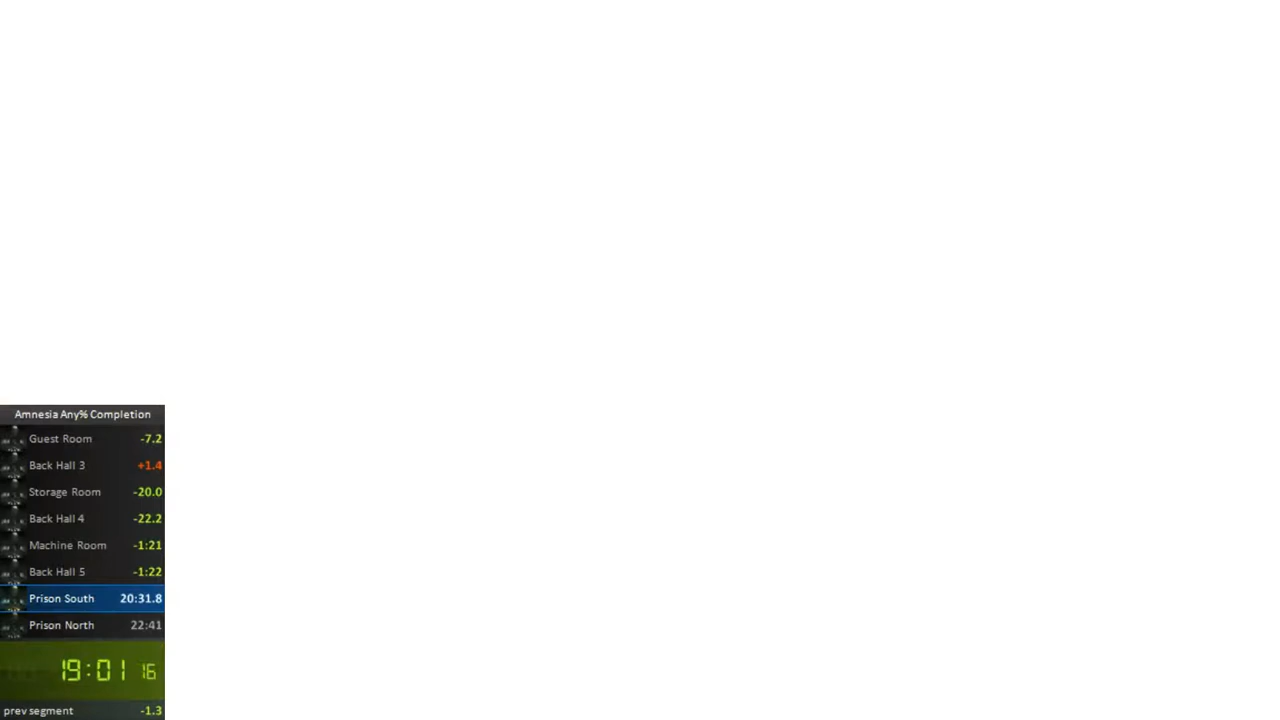 Amnesia Any% Completion
Guest Room -7.2
Back Hall 3 +1.4
Storage Room -20.0
Back Hall 4 -22.2
Machine Room -1:21
Back Hall 5 -1:22
Prison South 20:31.8
Prison North 22:41
19:01 16
prev segment -1.3